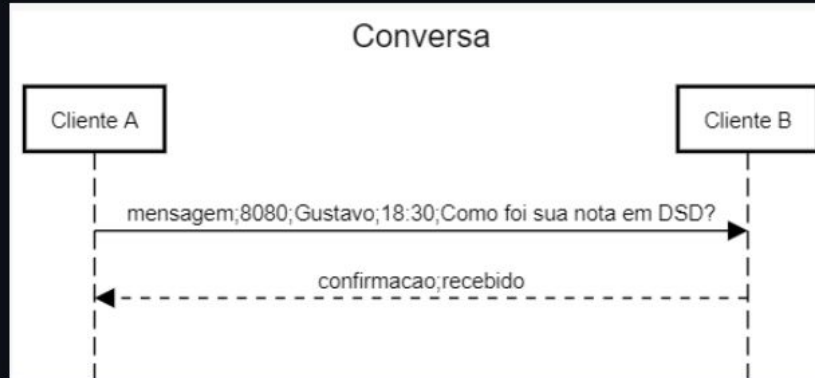 Conversa
Cliente A
Cliente B
mensagem;8080;Gustavo;18:30;Como foi sua nota em DSD?
confirmacao;recebido